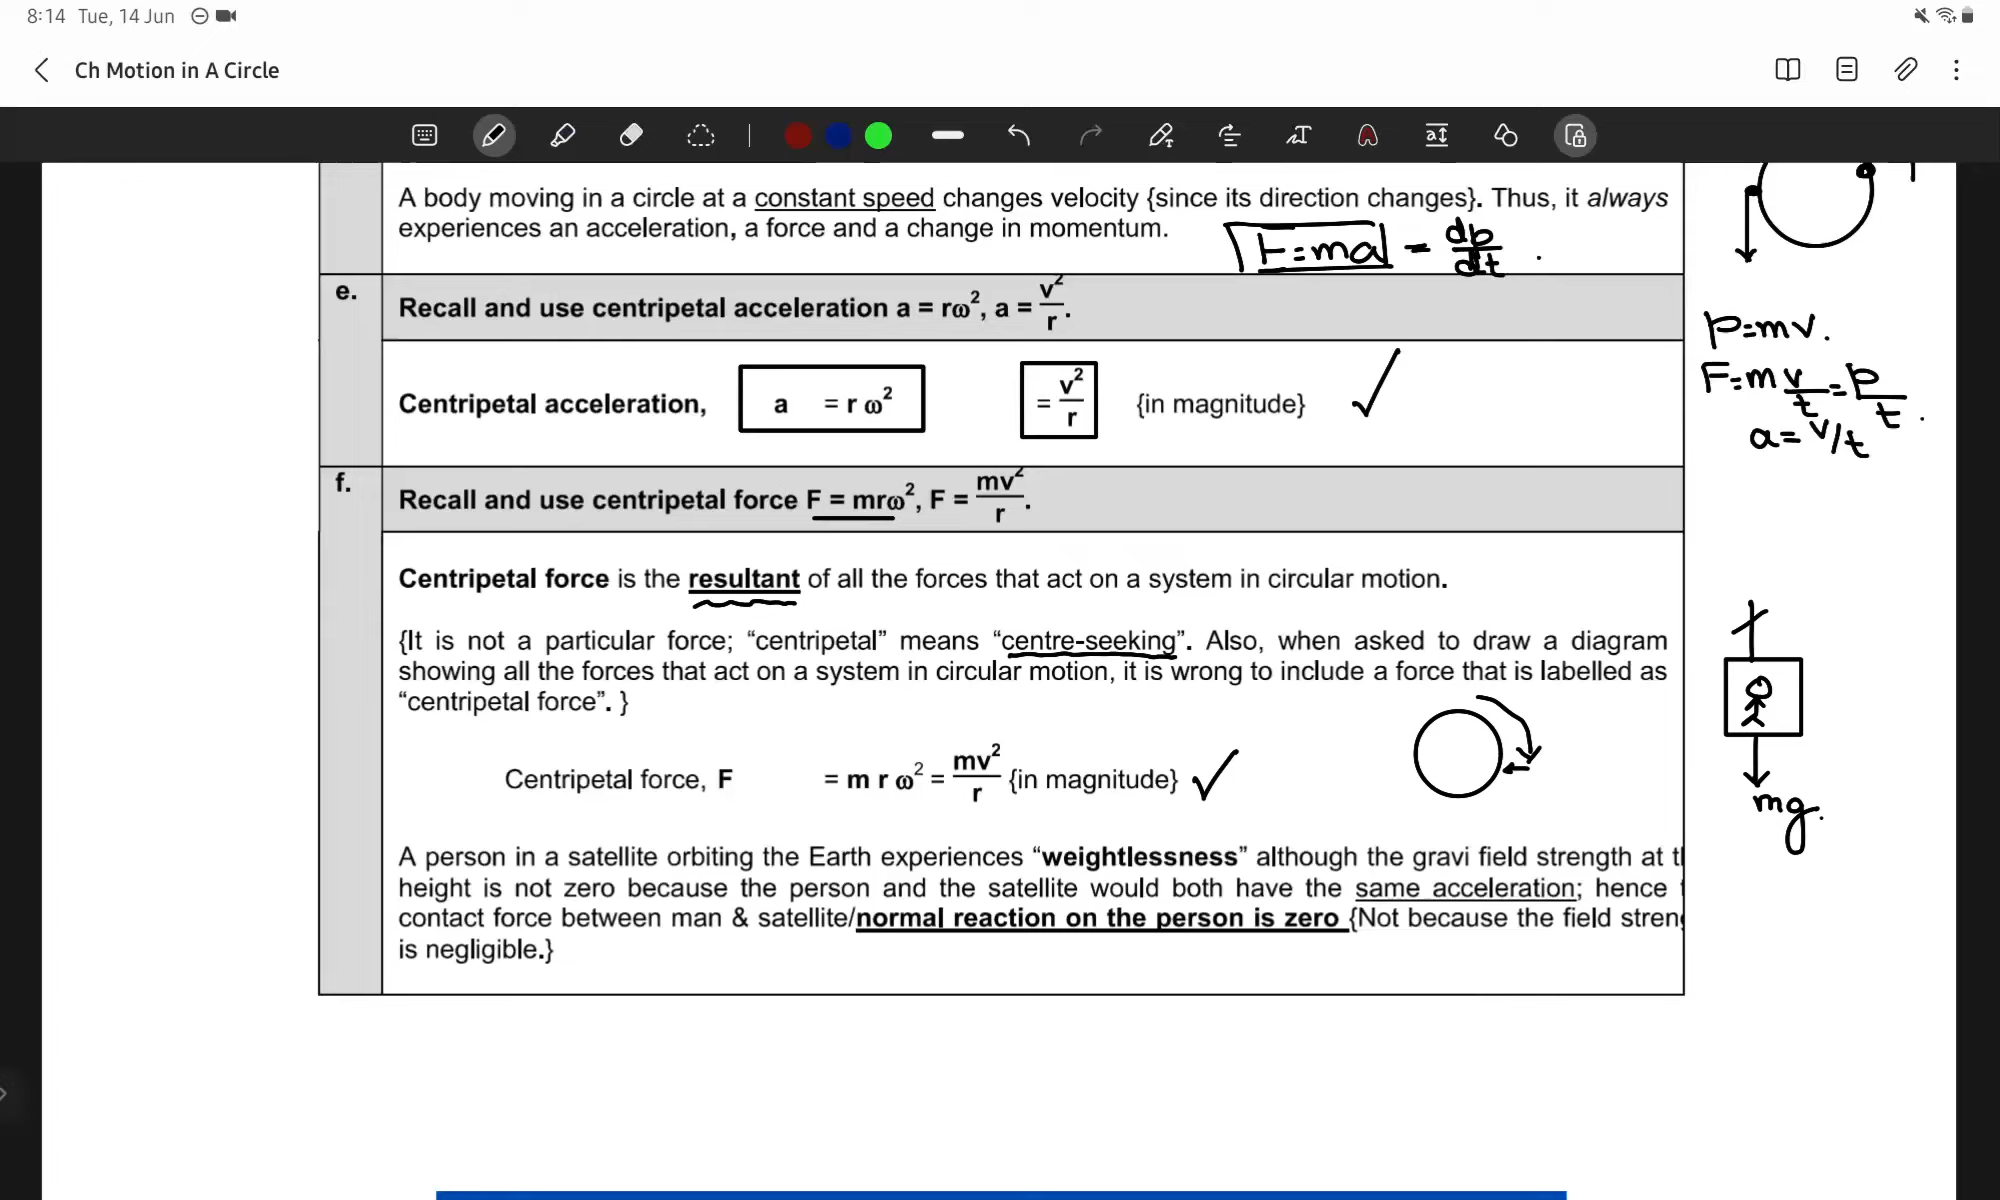 8:14 Tue, 14 Jun
Ch Motion in A Circle
A body moving in a circle at a constant speed changes velocity {since its direction changes}. Thus, it always
experiences an acceleration, a force and a change in momentum.
F=ma = dp/dt .
e. Recall and use centripetal acceleration a = rω², a = v²/r.
p=mv.
Centripetal acceleration, a = r ω² = v²/r {in magnitude} ✓
F=m v/t = p/t .
a= v/t
f. Recall and use centripetal force F = mrω², F = mv²/r.
Centripetal force is the resultant of all the forces that act on a system in circular motion.
{It is not a particular force; “centripetal” means “centre-seeking”. Also, when asked to draw a diagram
showing all the forces that act on a system in circular motion, it is wrong to include a force that is labelled as
“centripetal force”. }
Centripetal force, F = m r ω² = mv²/r {in magnitude} ✓
mg.
A person in a satellite orbiting the Earth experiences “weightlessness” although the gravi field strength at
height is not zero because the person and the satellite would both have the same acceleration; hence
contact force between man & satellite/normal reaction on the person is zero {Not because the field stren
is negligible.}